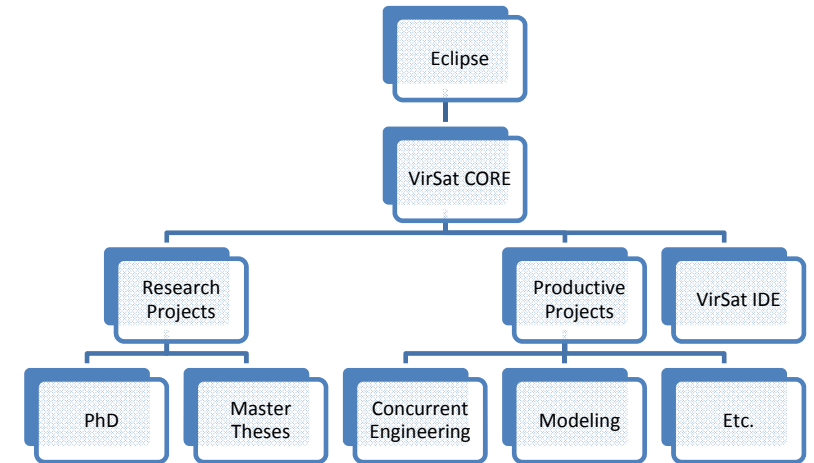 Eclipse
VirSat CORE
Research
Projects
Productive
Projects
VirSat IDE
PhD
Master
Theses
Concurrent
Engineering
Modeling
Etc.